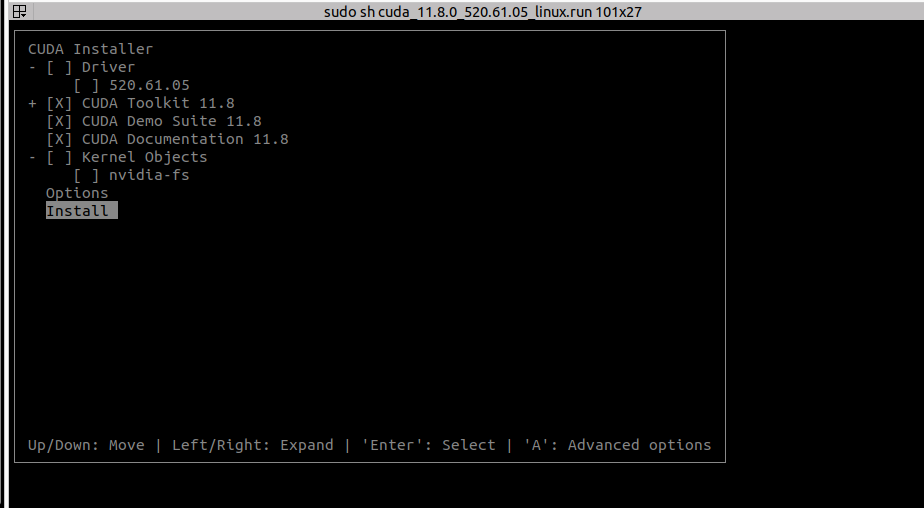 sudo sh cuda_11.8.0_520.61.05_linux.run 101x27
CUDA Installer
- [ ] Driver
     [ ] 520.61.05
+ [X] CUDA Toolkit 11.8
  [X] CUDA Demo Suite 11.8
  [X] CUDA Documentation 11.8
- [ ] Kernel Objects
     [ ] nvidia-fs
  Options
  Install
Up/Down: Move | Left/Right: Expand | 'Enter': Select | 'A': Advanced options